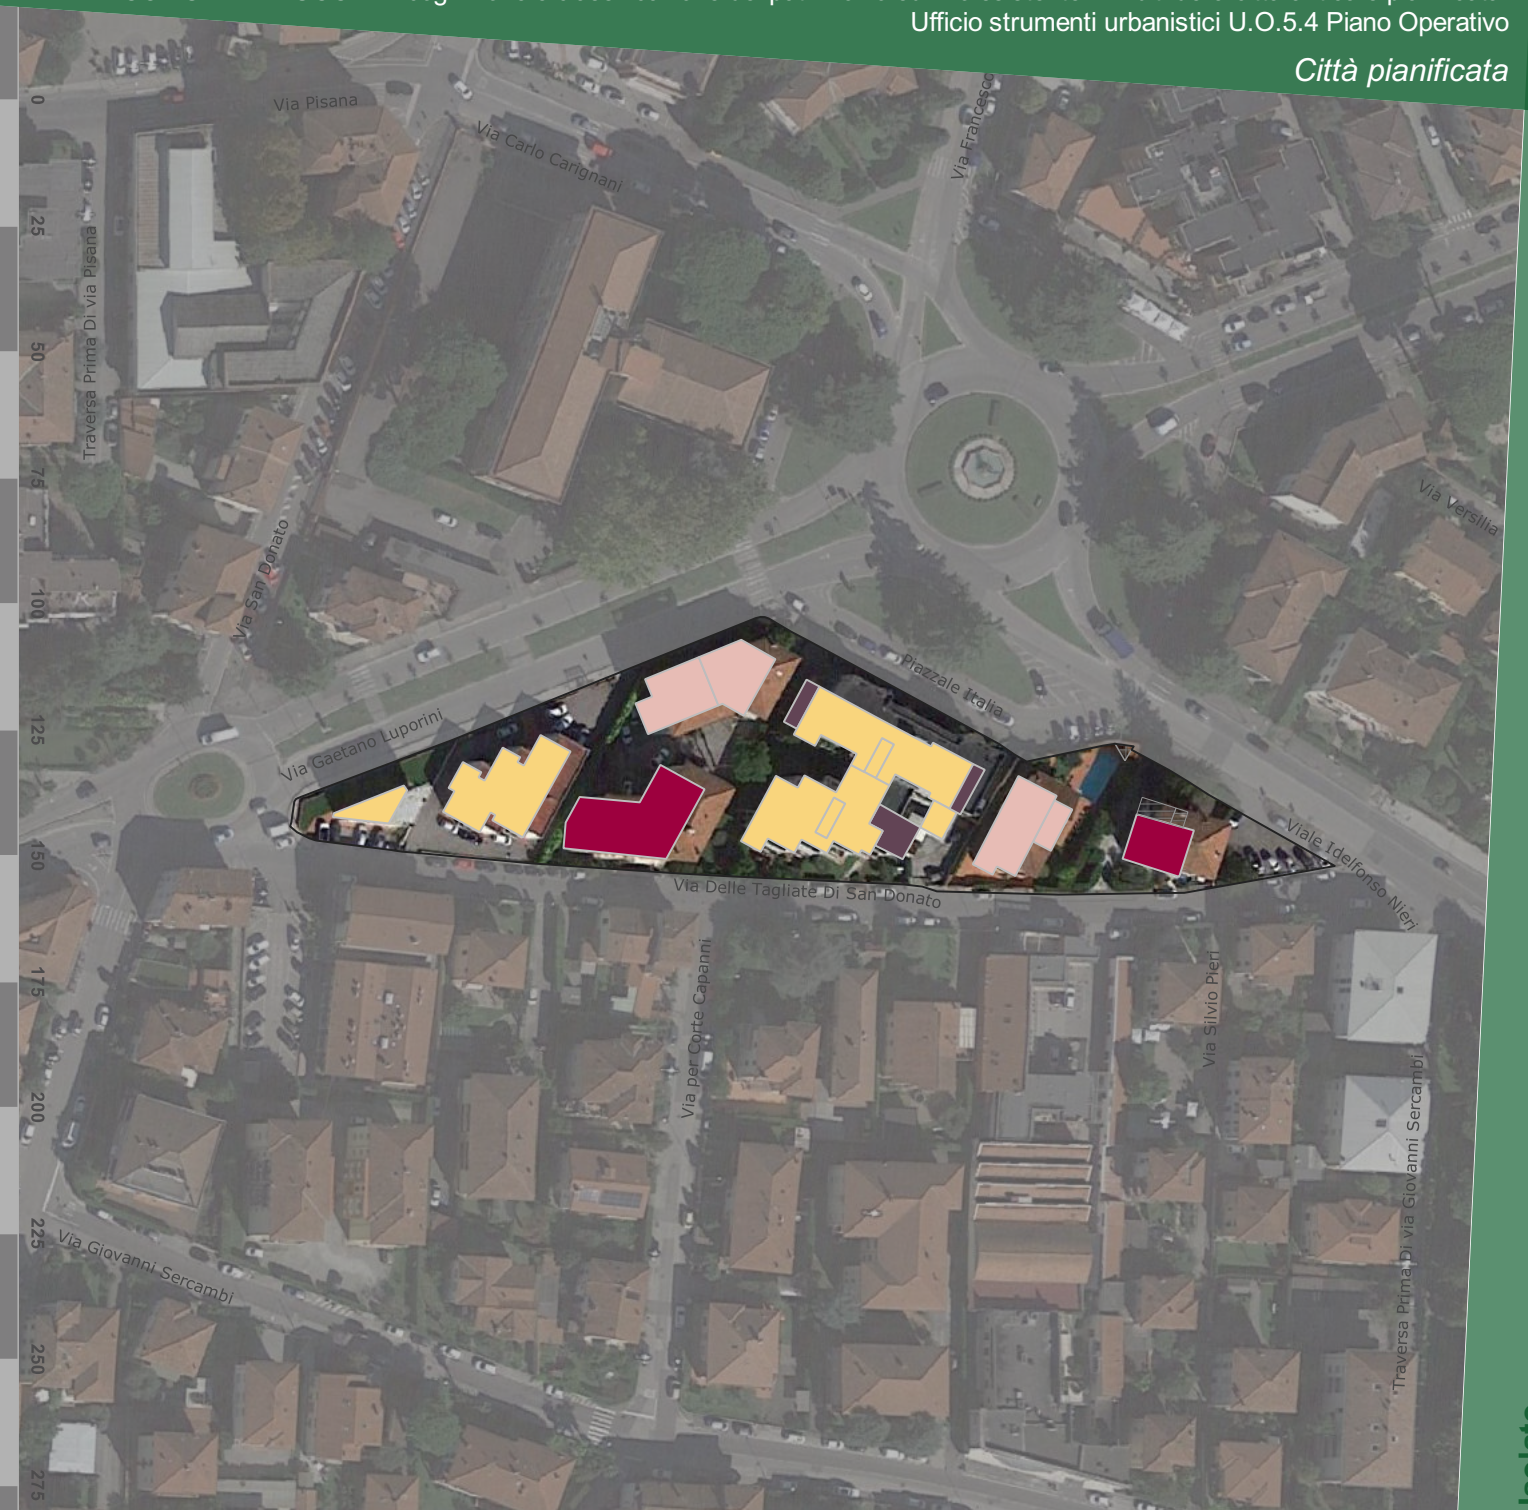 Ufficio strumenti urbanistici U.O.5.4 Piano Operativo
Città pianificata
0
25
50
75
100
125
150
175
200
225
250
275
Via Pisana
Via Carlo Carignani
Via Francesco
Traversa Prima Di via Pisana
Via San Donato
Via Versilia
Piazzale Italia
Via Gaetano Luporini
Viale Idelfonso Nieri
Via Delle Tagliate Di San Donato
Via per Corte Capanni
Via Silvio Pieri
Traversa Prima Di via Giovanni Sercambi
Via Giovanni Sercambi